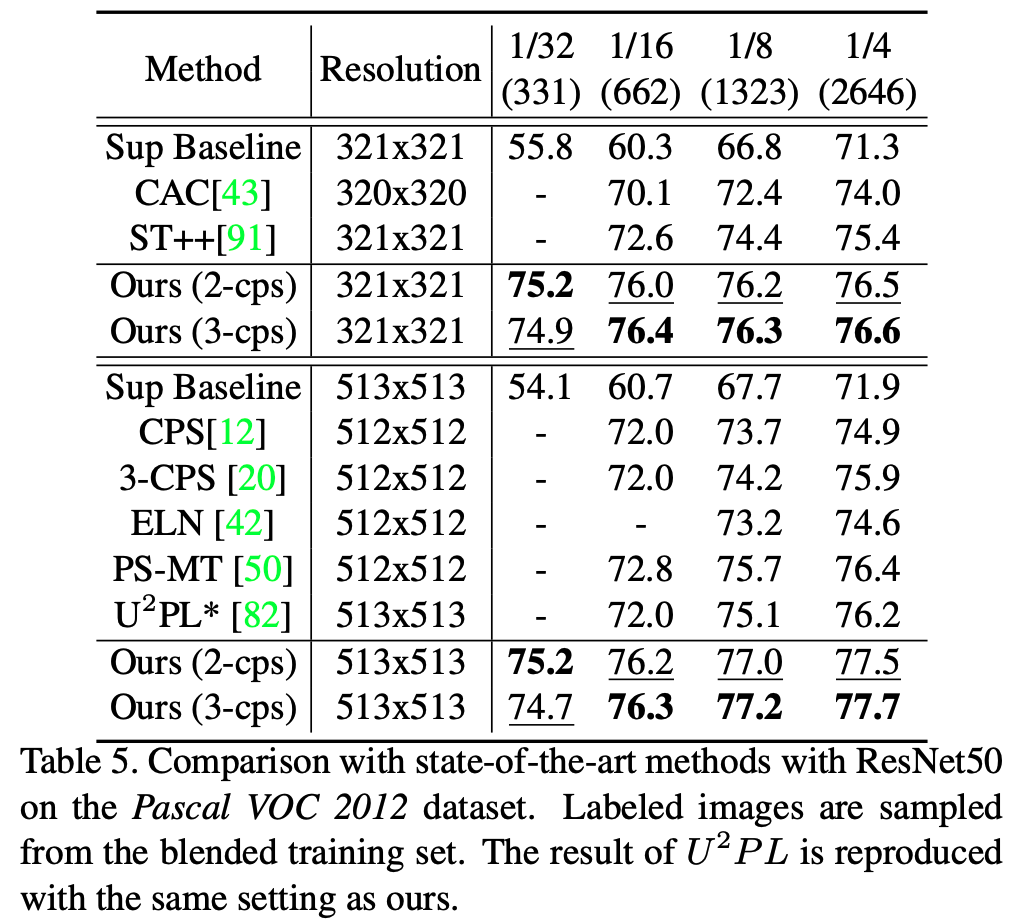 Method Resolution 1/32 1/16 1/8 1/4
(331) (662) (1323) (2646)
Sup Baseline 321x321 55.8 60.3 66.8 71.3
CAC[43] 320x320 - 70.1 72.4 74.0
ST++[91] 321x321 - 72.6 74.4 75.4
Ours (2-cps) 321x321 75.2 76.0 76.2 76.5
Ours (3-cps) 321x321 74.9 76.4 76.3 76.6
Sup Baseline 513x513 54.1 60.7 67.7 71.9
CPS[12] 512x512 - 72.0 73.7 74.9
3-CPS [20] 512x512 - 72.0 74.2 75.9
ELN [42] 512x512 - - 73.2 74.6
PS-MT [50] 512x512 - 72.8 75.7 76.4
U²PL* [82] 513x513 - 72.0 75.1 76.2
Ours (2-cps) 513x513 75.2 76.2 77.0 77.5
Ours (3-cps) 513x513 74.7 76.3 77.2 77.7
Table 5. Comparison with state-of-the-art methods with ResNet50
on the Pascal VOC 2012 dataset. Labeled images are sampled
from the blended training set. The result of U²PL is reproduced
with the same setting as ours.